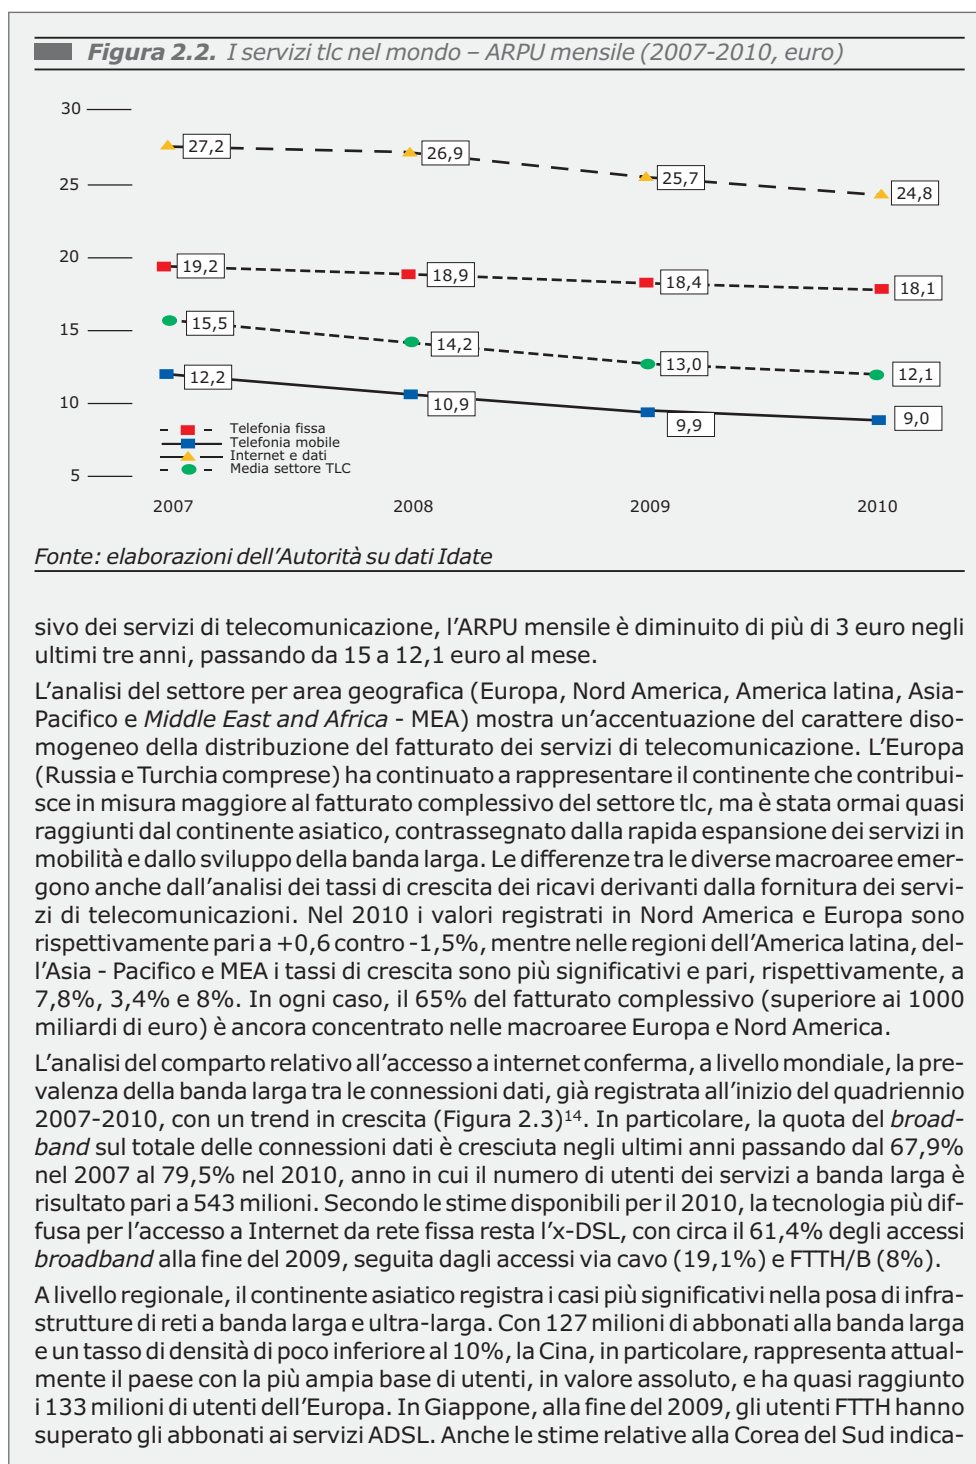 Figura 2.2. I servizi tlc nel mondo – ARPU mensile (2007-2010, euro)
30
27,2
26,9
25
25,7
24,8
20
19,2
18,9
18,4
18,1
15
15,5
14,2
13,0
12,1
12,2
10
10,9
9,9
9,0
Telefonia fissa
Telefonia mobile
Internet e dati
Media settore TLC
5
2007 2008 2009 2010
Fonte: elaborazioni dell'Autorità su dati Idate
sivo dei servizi di telecomunicazione, l'ARPU mensile è diminuito di più di 3 euro negli
ultimi tre anni, passando da 15 a 12,1 euro al mese.
L'analisi del settore per area geografica (Europa, Nord America, America latina, Asia-
Pacifico e Middle East and Africa - MEA) mostra un'accentuazione del carattere diso-
mogeneo della distribuzione del fatturato dei servizi di telecomunicazione. L'Europa
(Russia e Turchia comprese) ha continuato a rappresentare il continente che contribui-
sce in misura maggiore al fatturato complessivo del settore tlc, ma è stata ormai quasi
raggiunti dal continente asiatico, contrassegnato dalla rapida espansione dei servizi in
mobilità e dallo sviluppo della banda larga. Le differenze tra le diverse macroaree emer-
gono anche dall'analisi dei tassi di crescita dei ricavi derivanti dalla fornitura dei servi-
zi di telecomunicazioni. Nel 2010 i valori registrati in Nord America e Europa sono
rispettivamente pari a +0,6 contro -1,5%, mentre nelle regioni dell'America latina, del-
l'Asia - Pacifico e MEA i tassi di crescita sono più significativi e pari, rispettivamente, a
7,8%, 3,4% e 8%. In ogni caso, il 65% del fatturato complessivo (superiore ai 1000
miliardi di euro) è ancora concentrato nelle macroaree Europa e Nord America.
L'analisi del comparto relativo all'accesso a internet conferma, a livello mondiale, la pre-
valenza della banda larga tra le connessioni dati, già registrata all'inizio del quadriennio
2007-2010, con un trend in crescita (Figura 2.3)14. In particolare, la quota del broad-
band sul totale delle connessioni dati è cresciuta negli ultimi anni passando dal 67,9%
nel 2007 al 79,5% nel 2010, anno in cui il numero di utenti dei servizi a banda larga è
risultato pari a 543 milioni. Secondo le stime disponibili per il 2010, la tecnologia più dif-
fusa per l'accesso a Internet da rete fissa resta l'x-DSL, con circa il 61,4% degli accessi
broadband alla fine del 2009, seguita dagli accessi via cavo (19,1%) e FTTH/B (8%).
A livello regionale, il continente asiatico registra i casi più significativi nella posa di infra-
strutture di reti a banda larga e ultra-larga. Con 127 milioni di abbonati alla banda larga
e un tasso di densità di poco inferiore al 10%, la Cina, in particolare, rappresenta attual-
mente il paese con la più ampia base di utenti, in valore assoluto, e ha quasi raggiunto
i 133 milioni di utenti dell'Europa. In Giappone, alla fine del 2009, gli utenti FTTH hanno
superato gli abbonati ai servizi ADSL. Anche le stime relative alla Corea del Sud indica-